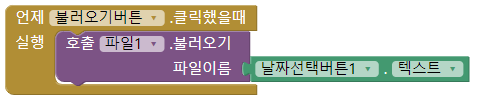 언제 불러오기버튼 .클릭했을때
실행 호출 파일1 .불러오기
파일이름 날짜선택버튼1 . 텍스트